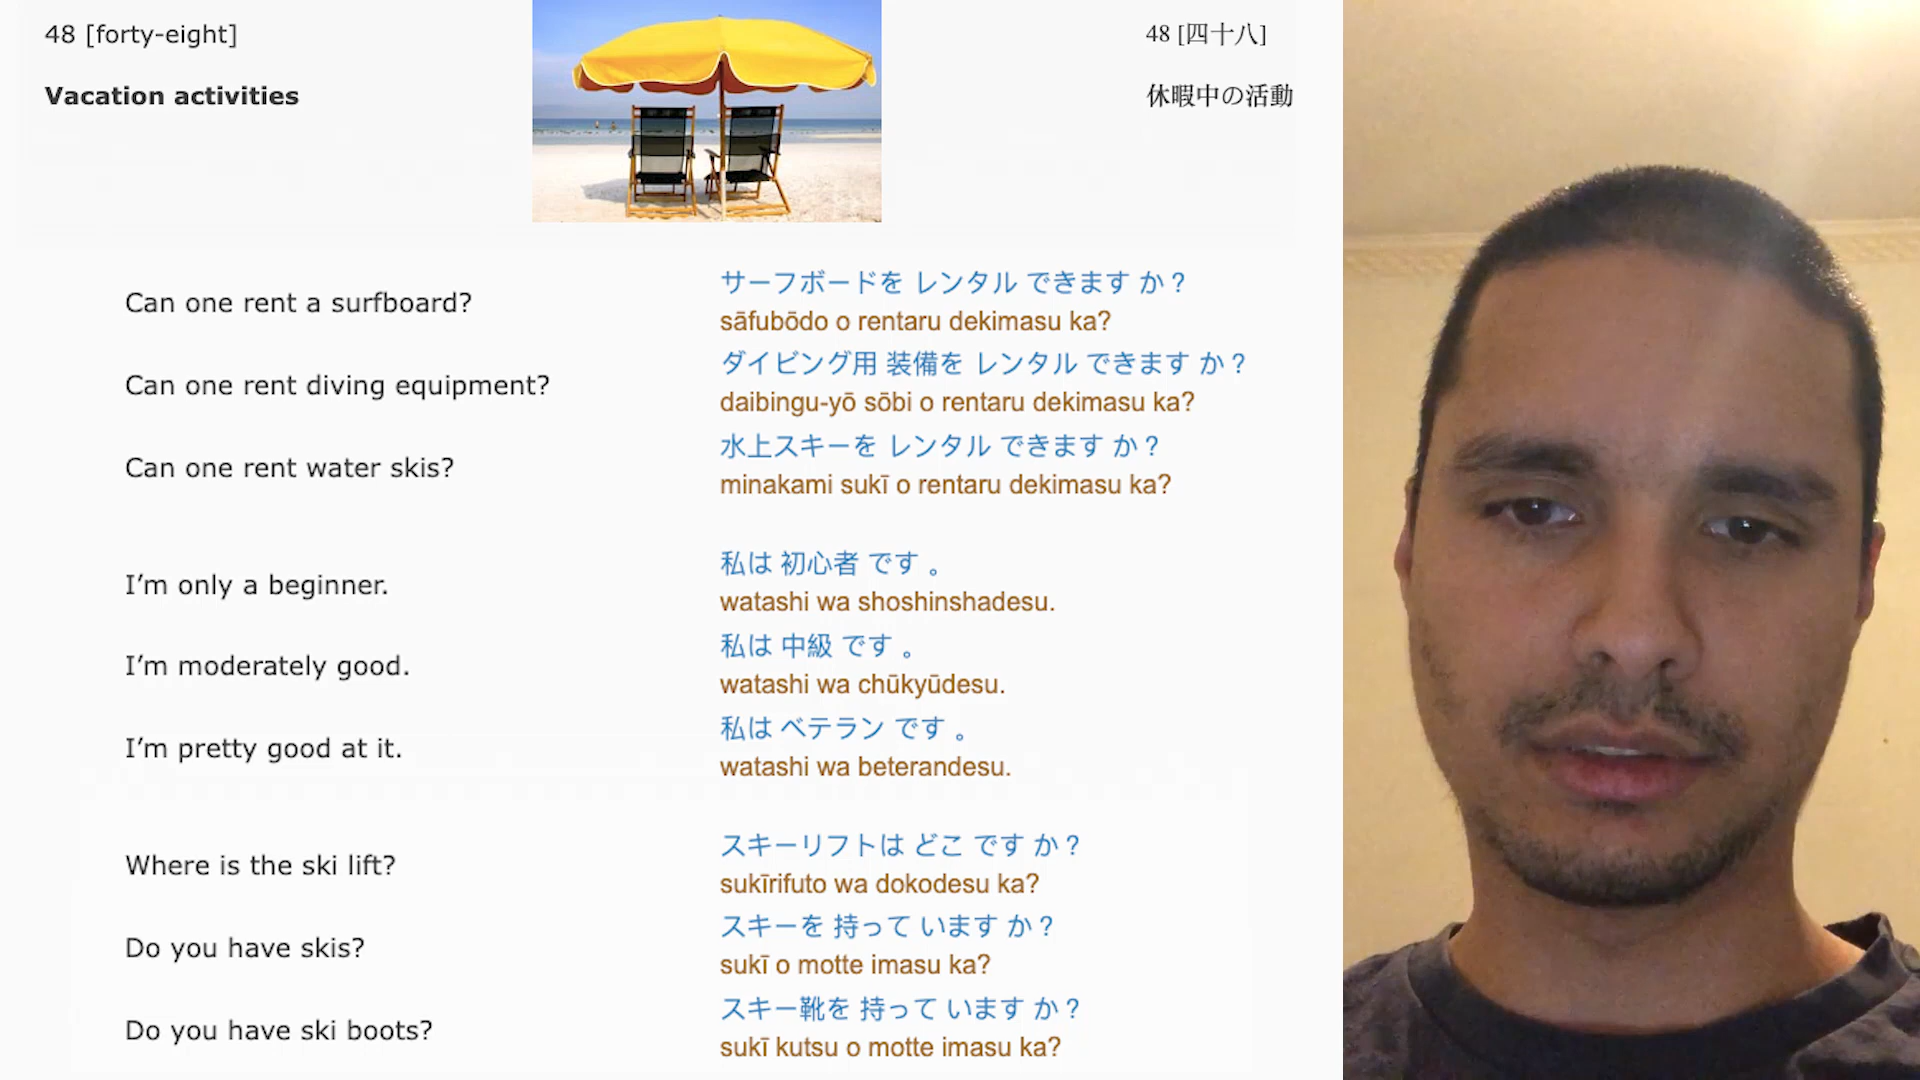 48 [forty-eight]
48 [四十八]
Vacation activities
休暇中の活動
Can one rent a surfboard?
サーフボードを レンタル できます か？
sāfubōdo o rentaru dekimasu ka?
Can one rent diving equipment?
ダイビング用 装備を レンタル できます か？
daibingu-yō sōbi o rentaru dekimasu ka?
Can one rent water skis?
水上スキーを レンタル できます か？
minakami sukī o rentaru dekimasu ka?
I’m only a beginner.
私は 初心者 です 。
watashi wa shoshinshadesu.
I’m moderately good.
私は 中級 です 。
watashi wa chūkyūdesu.
I’m pretty good at it.
私は ベテラン です 。
watashi wa beterandesu.
Where is the ski lift?
スキーリフトは どこ です か？
sukīrifuto wa dokodesu ka?
Do you have skis?
スキーを 持って います か？
sukī o motte imasu ka?
Do you have ski boots?
スキー靴を 持って います か？
sukī kutsu o motte imasu ka?